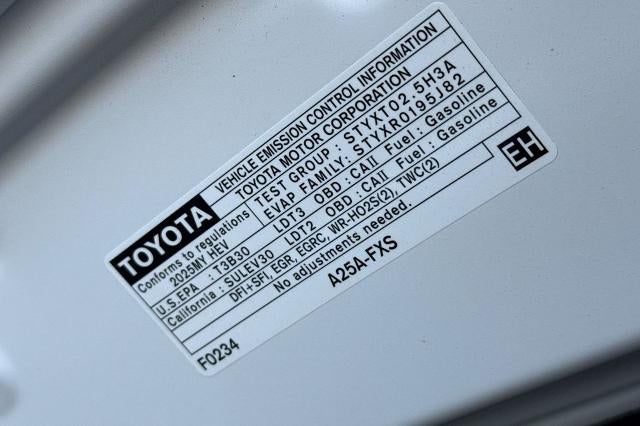 TOYOTA
VEHICLE EMISSION CONTROL INFORMATION
TOYOTA MOTOR CORPORATION
Conforms to regulations
2025MY HEV
TEST GROUP : STYXT02.5H3A
EVAP FAMILY: STYXR0195J82
U.S.EPA : T3B30 LDT3 OBD : CAII Fuel : Gasoline
California : SULEV30 LDT2 OBD : CAII Fuel : Gasoline
DFI+SFI, EGR, EGRC, WR-HO2S(2), TWC(2)
No adjustments needed.
EH
F0234
A25A-FXS